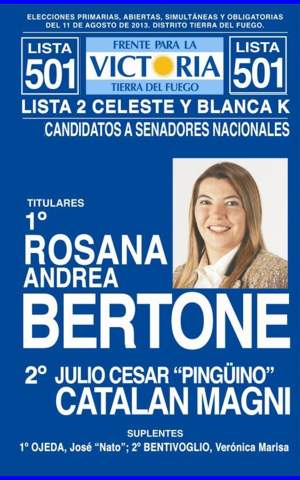 ELECCIONES PRIMARIAS, ABIERTAS, SIMULTÁNEAS Y OBLIGATORIAS
DEL 11 DE AGOSTO DE 2013. DISTRITO TIERRA DEL FUEGO.
LISTA
501
FRENTE PARA LA
VICTORIA
TIERRA DEL FUEGO
LISTA
501
LISTA 2 CELESTE Y BLANCA K
CANDIDATOS A SENADORES NACIONALES
TITULARES
1º
ROSANA
ANDREA
BERTONE
2º JULIO CESAR “PINGÜINO”
CATALAN MAGNI
SUPLENTES
1º OJEDA, José “Nato”; 2º BENTIVOGLIO, Verónica Marisa